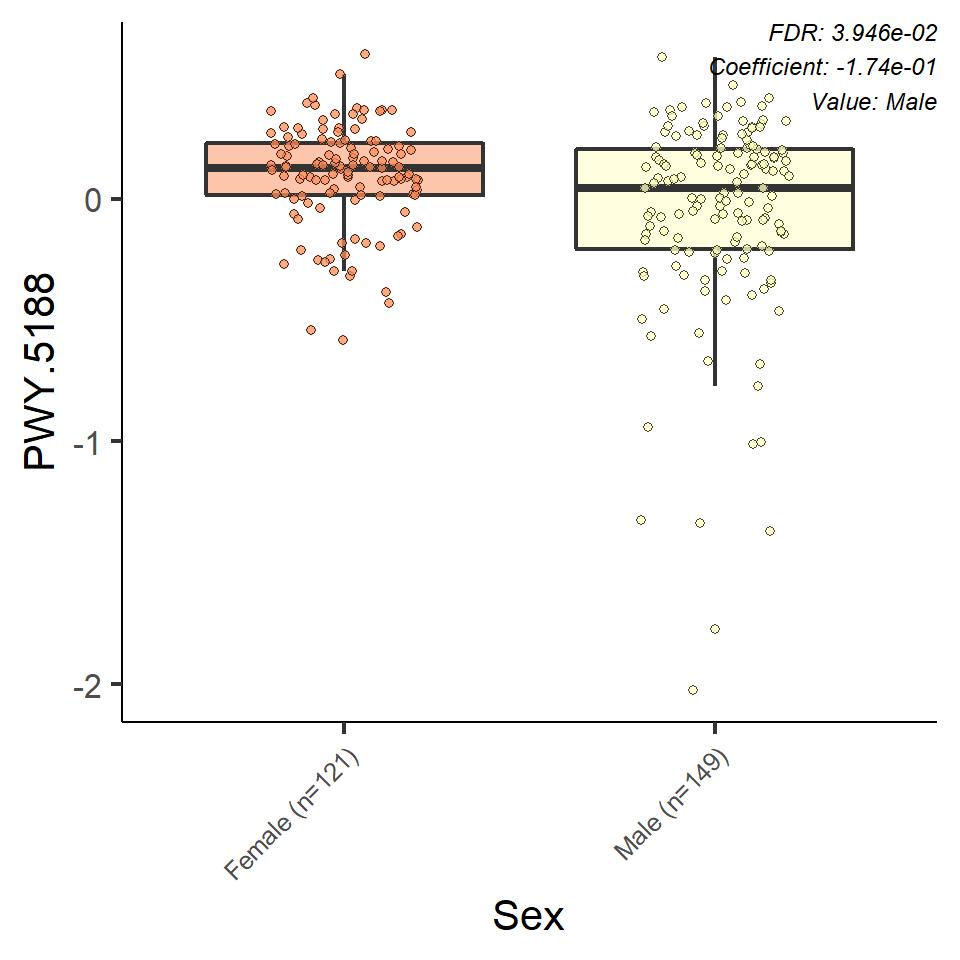 FDR: 3.946e-02
Coefficient: -1.74e-01
Value: Male
PWY.5188
0
-1
-2
Female (n=121)
Male (n=149)
Sex